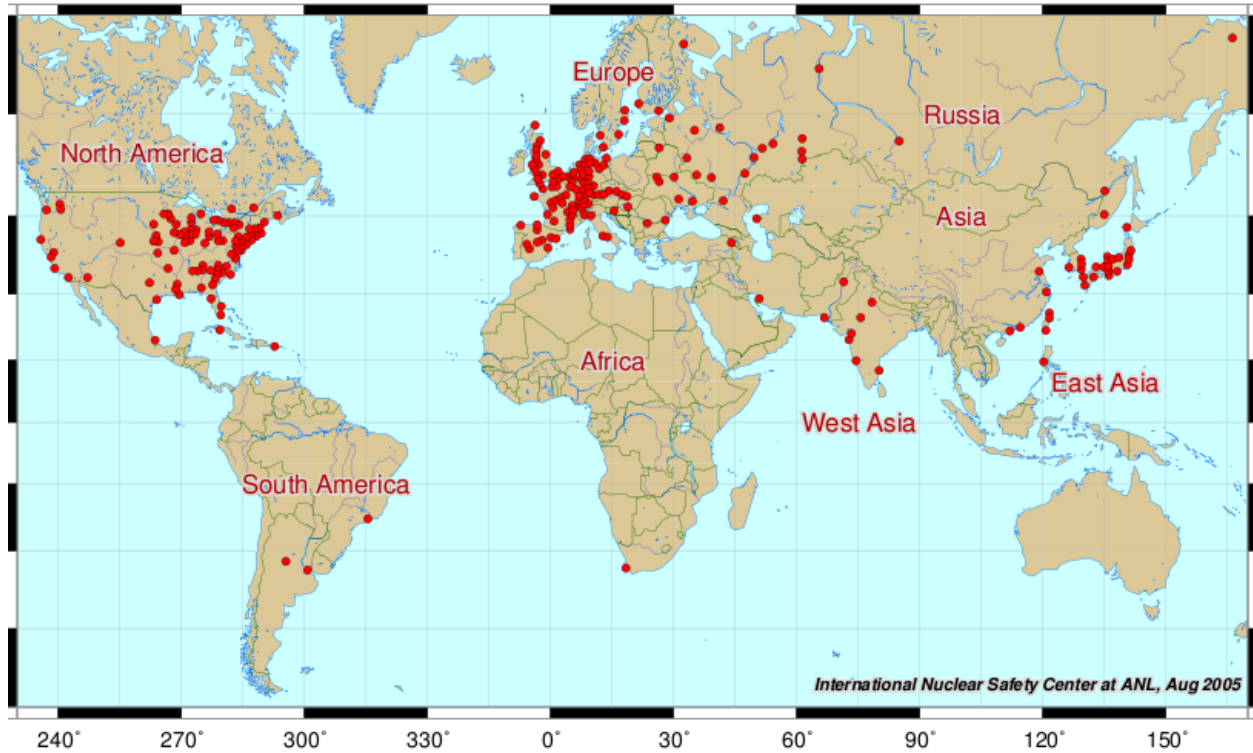 Europe
Russia
North America
Asia
Africa
East Asia
West Asia
South America
International Nuclear Safety Center at ANL, Aug 2005
240° 270° 300° 330° 0 30° 60° 90° 120° 150°